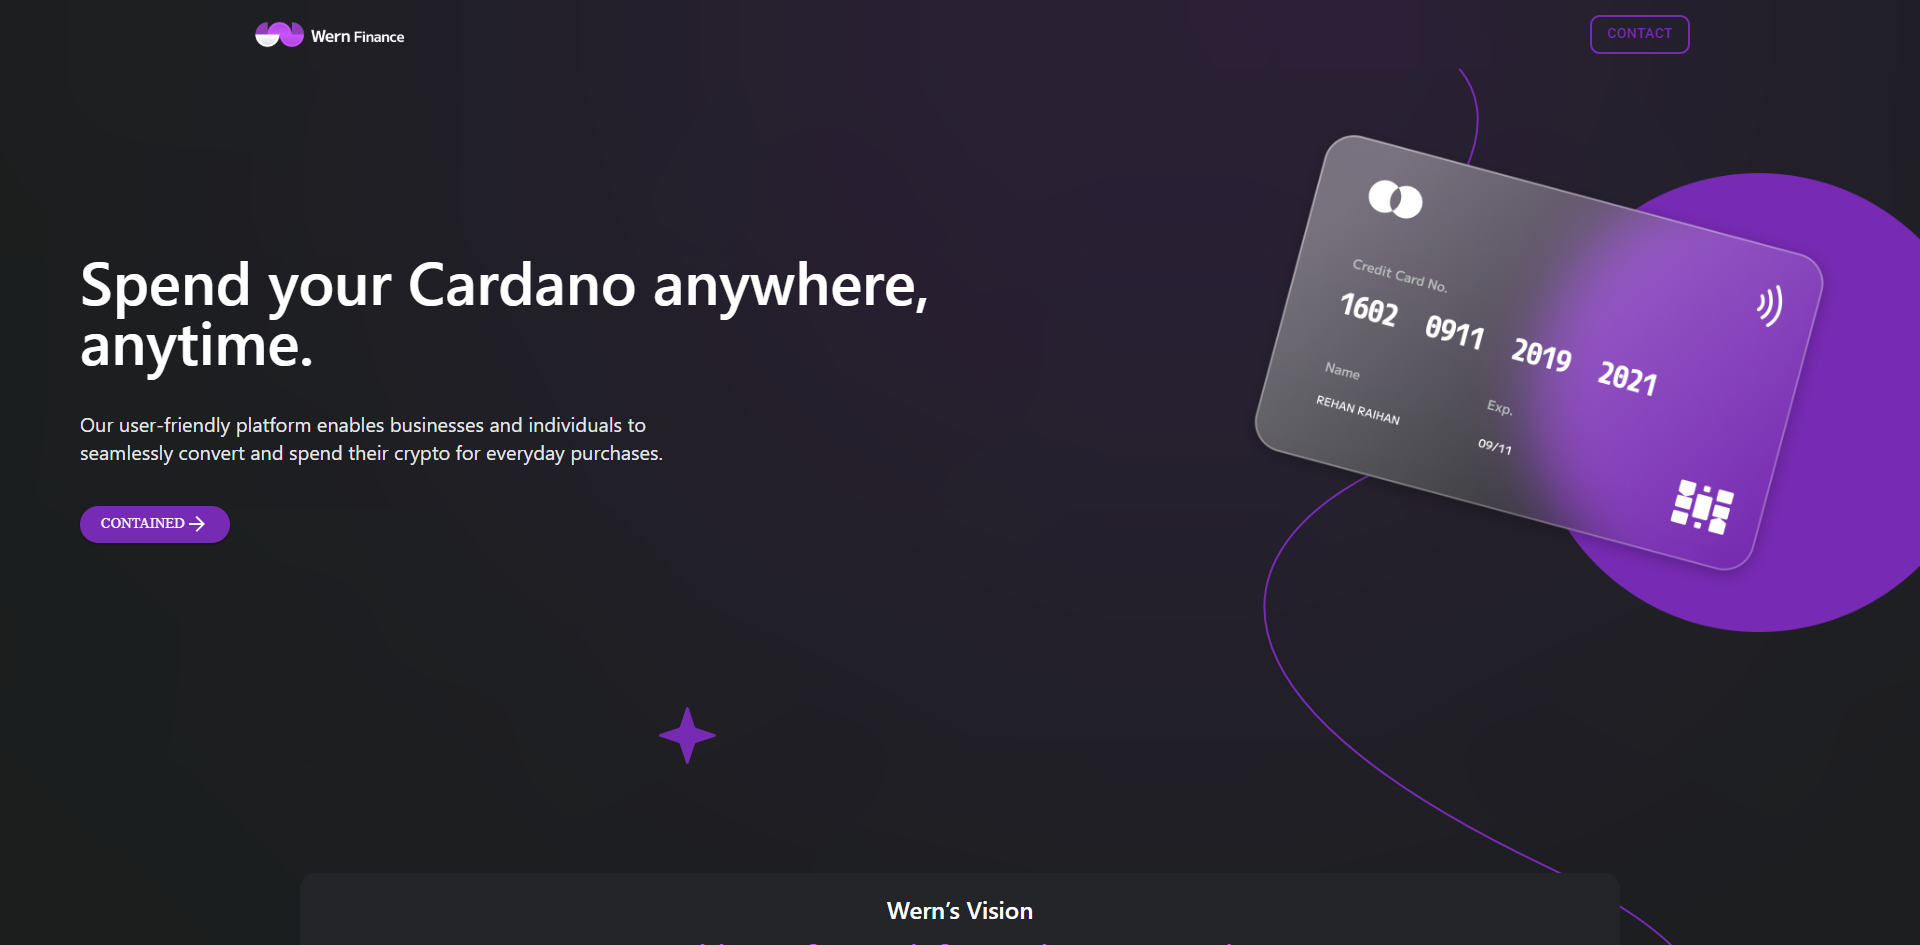 Wern Finance
CONTACT
Spend your Cardano anywhere,
anytime.
Our user-friendly platform enables businesses and individuals to
seamlessly convert and spend their crypto for everyday purchases.
CONTAINED
Credit Card No.
1602 0911 2019 2021
Name
Exp.
REHAN RAIHAN
09/11
Wern’s Vision